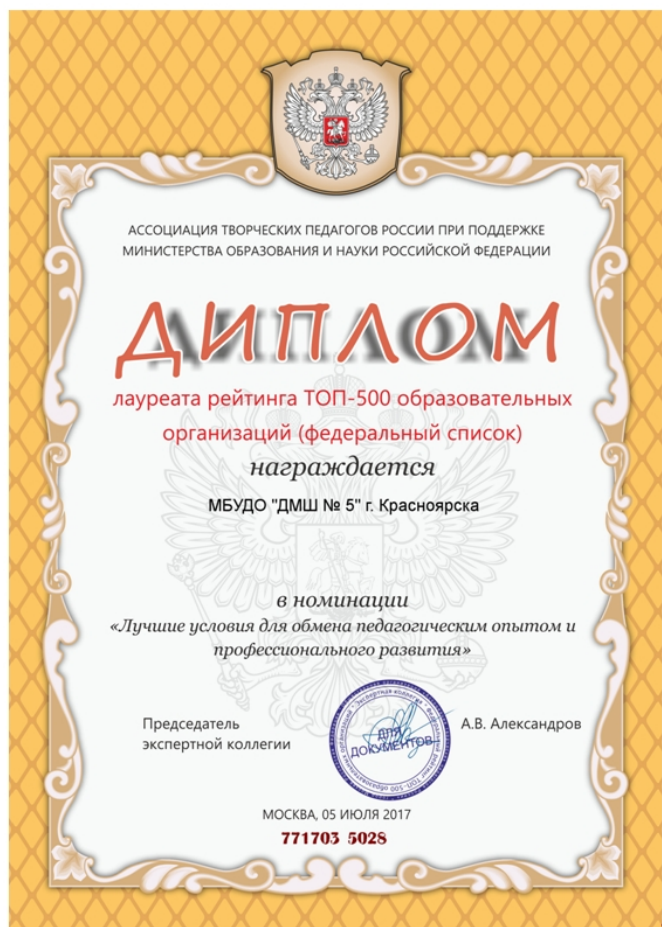 АССОЦИАЦИЯ ТВОРЧЕСКИХ ПЕДАГОГОВ РОССИИ ПРИ ПОДДЕРЖКЕ
МИНИСТЕРСТВА ОБРАЗОВАНИЯ И НАУКИ РОССИЙСКОЙ ФЕДЕРАЦИИ
ДИПЛОМ
лауреата рейтинга ТОП-500 образовательных
организаций (федеральный список)
награждается
МБУДО "ДМШ № 5" г. Красноярска
в номинации
«Лучшие условия для обмена педагогическим опытом и
профессионального развития»
Председатель
экспертной коллегии
ДЛЯ
ДОКУМЕНТОВ
А.В. Александров
МОСКВА, 05 ИЮЛЯ 2017
771703 5028